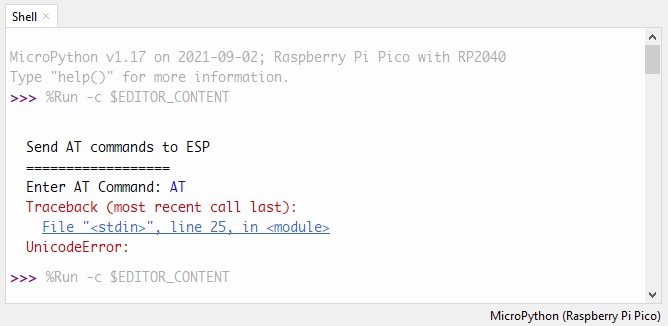 Shell ×
MicroPython v1.17 on 2021-09-02; Raspberry Pi Pico with RP2040
Type "help()" for more information.
>>> %Run -c $EDITOR_CONTENT
Send AT commands to ESP
==================
Enter AT Command: AT
Traceback (most recent call last):
File "<stdin>", line 25, in <module>
UnicodeError:
>>> %Run -c $EDITOR_CONTENT
MicroPython (Raspberry Pi Pico)